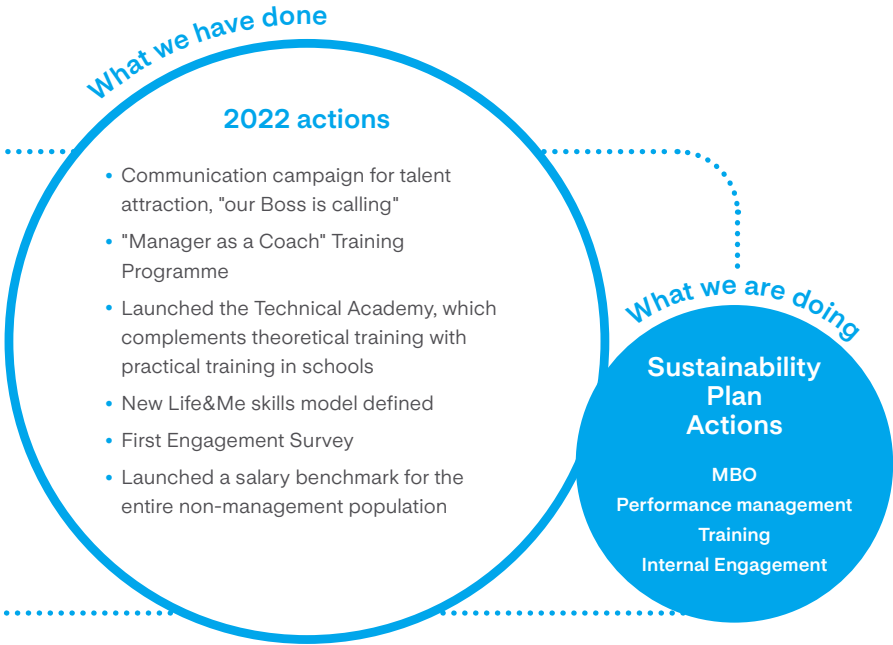 What we have done
2022 actions
• Communication campaign for talent
attraction, "our Boss is calling"
• "Manager as a Coach" Training
Programme
• Launched the Technical Academy, which
complements theoretical training with
practical training in schools
• New Life&Me skills model defined
• First Engagement Survey
• Launched a salary benchmark for the
entire non-management population
What we are doing
Sustainability
Plan
Actions
MBO
Performance management
Training
Internal Engagement